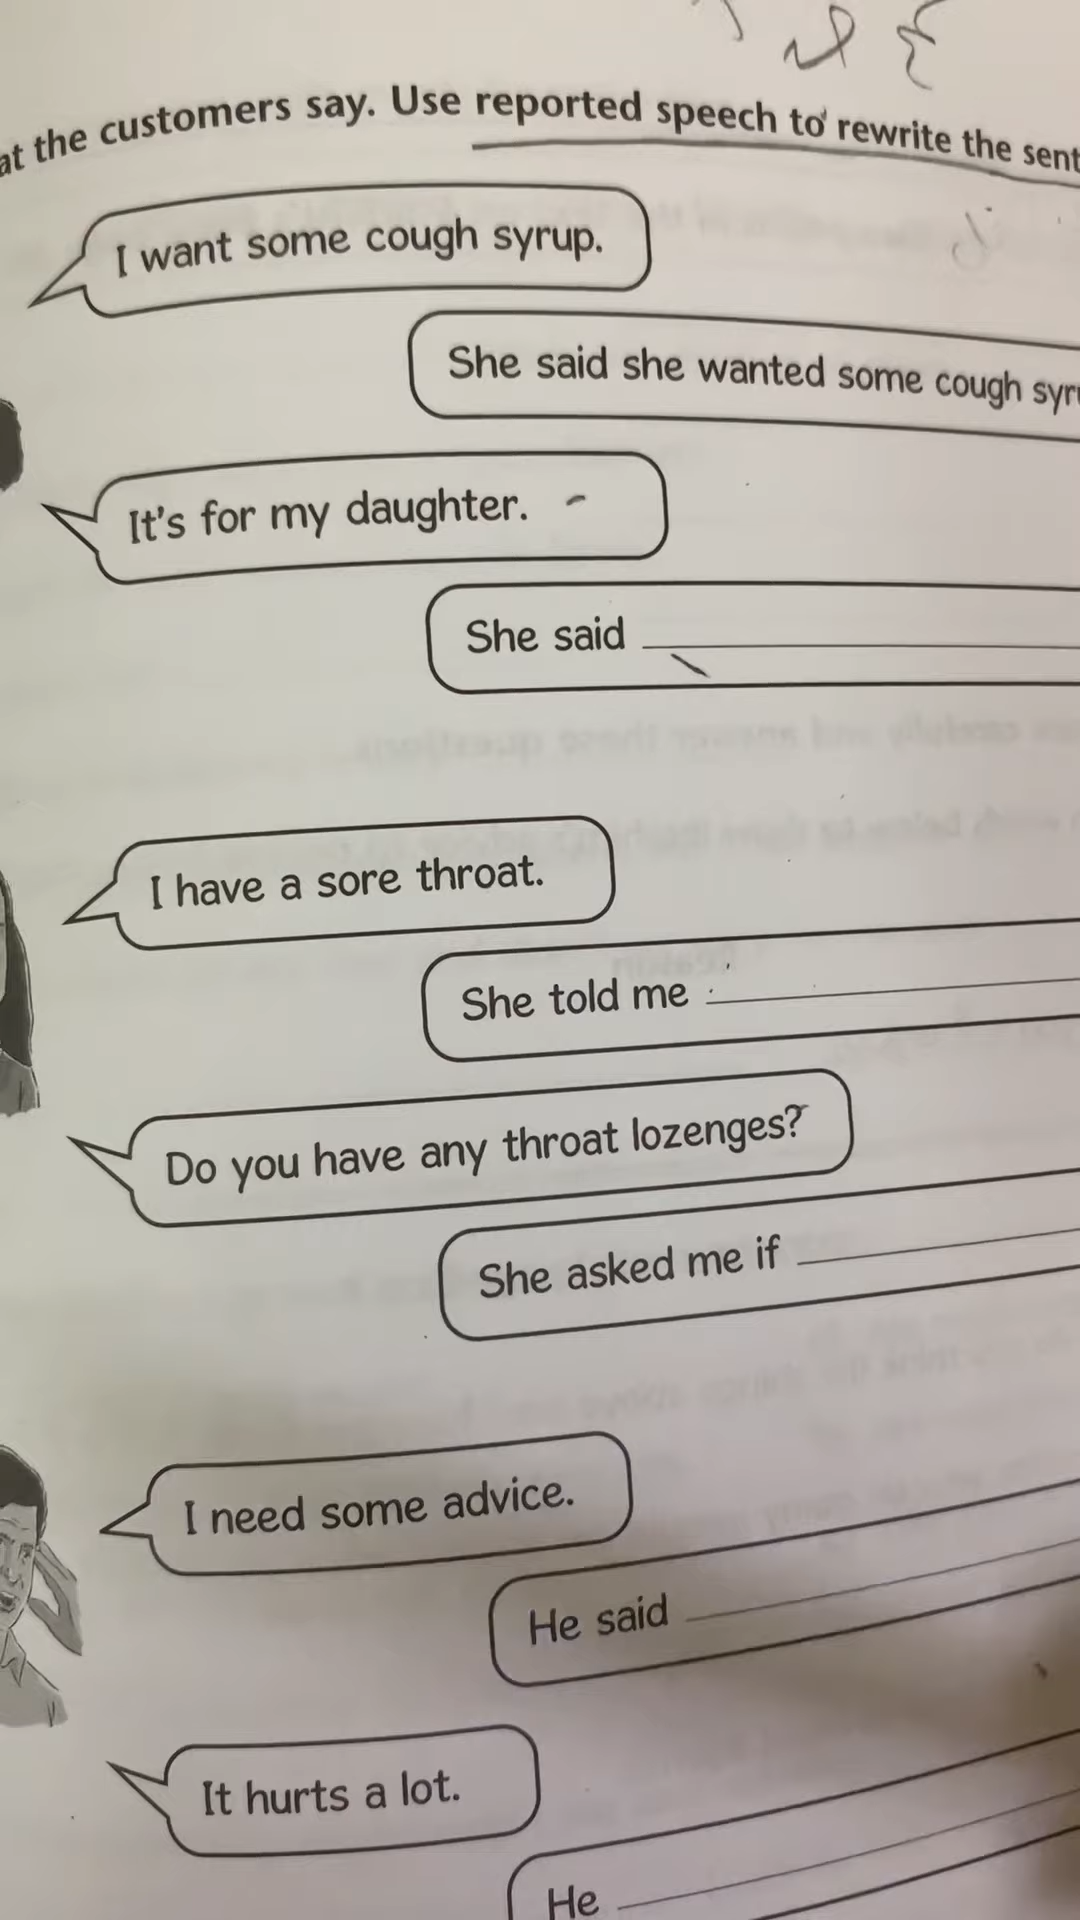 at the customers say. Use reported speech to rewrite the sent
I want some cough syrup.
She said she wanted some cough syr
It's for my daughter.
She said
I have a sore throat.
She told me
Do you have any throat lozenges?
She asked me if
I need some advice.
He said
It hurts a lot.
He